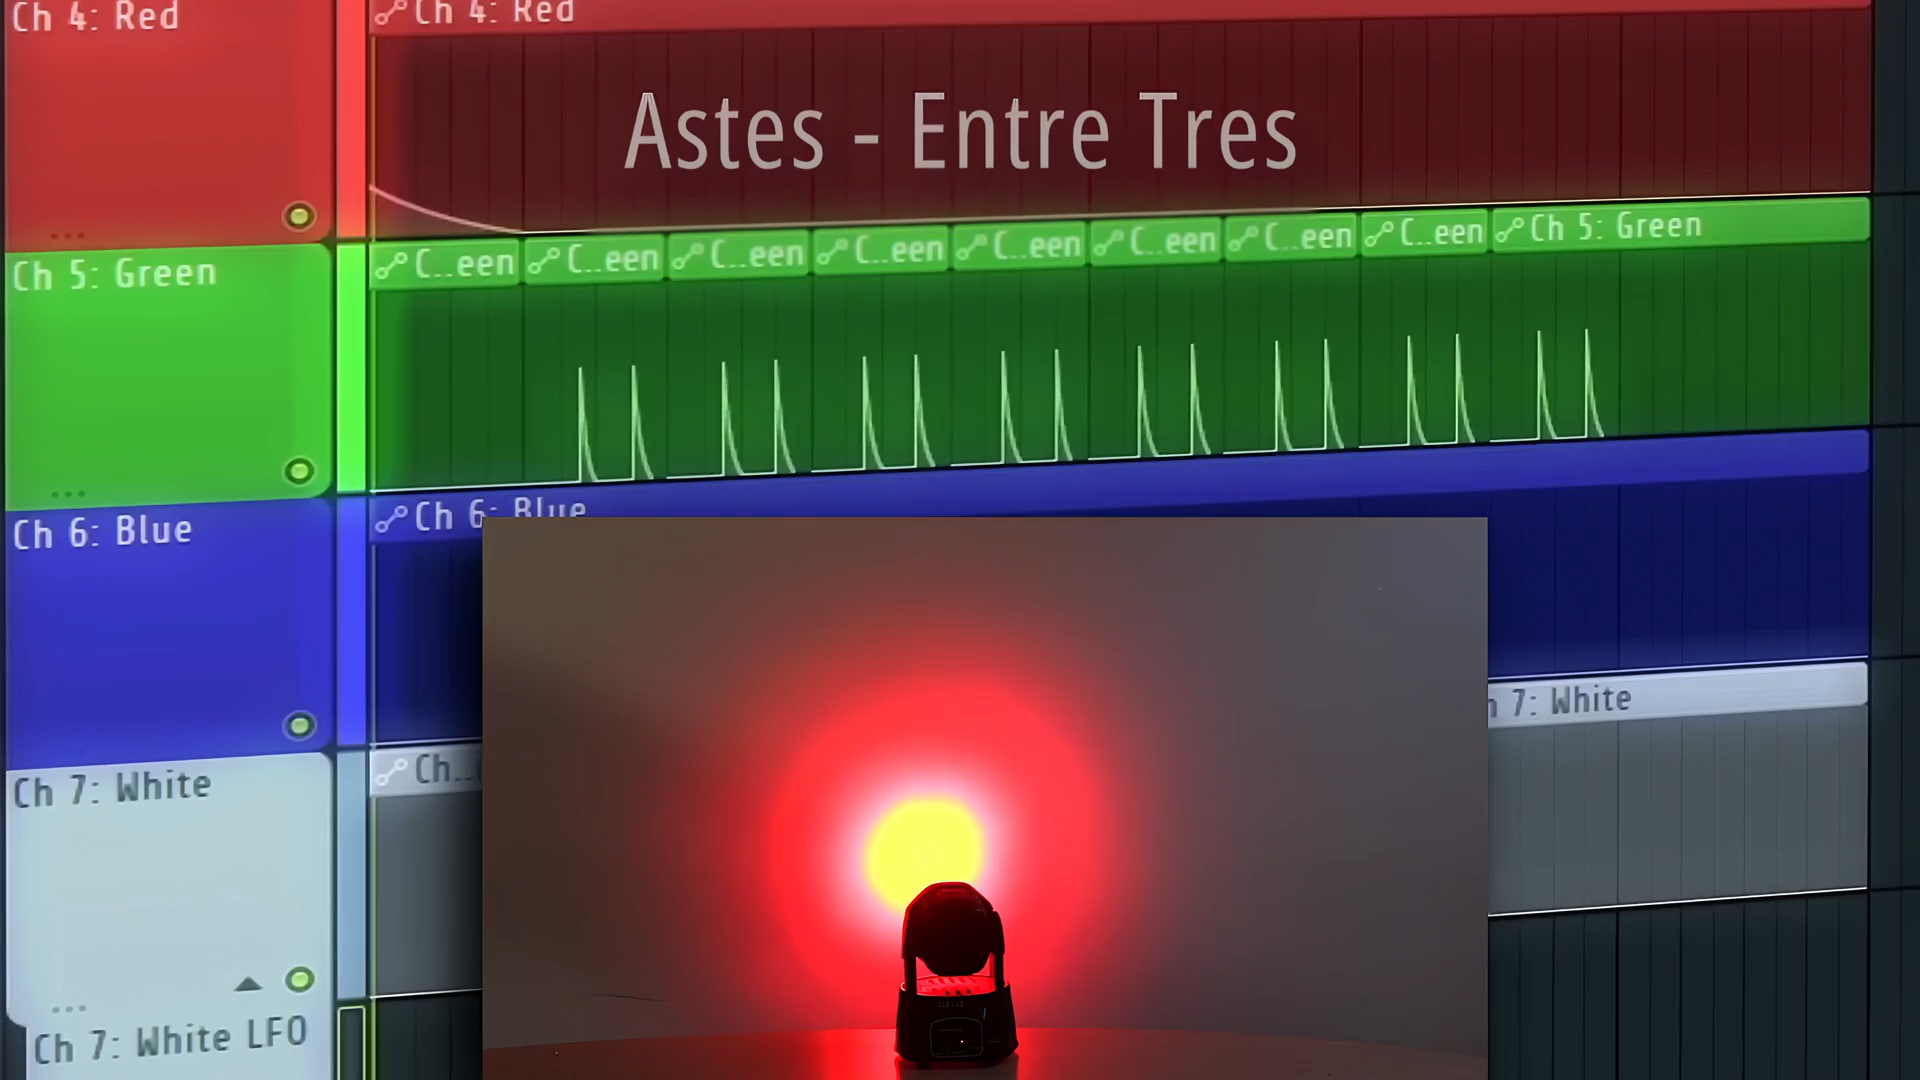 Ch 4: Red
Ch 4: Red
Astes - Entre Tres
Ch 5: Green
C..een
C..een
C..een
C..een
C..een
C..een
C..een
C..een
Ch 5: Green
Ch 6: Blue
Ch 6: Blue
Ch 7: White
Ch..
7: White
Ch 7: White LFO